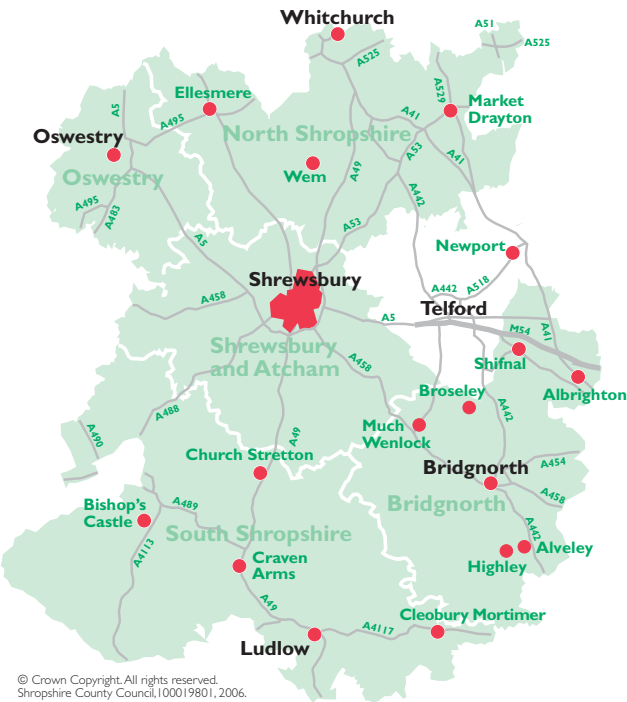 Whitchurch
A51
A525
A525
Ellesmere
A5
A529
Market
Drayton
A41
A495
North Shropshire
Oswestry
A53
A41
Wem
A49
Oswestry
A442
A495
A483
A53
A5
Newport
Shrewsbury
A442
A518
A458
Telford
A5
M54
A41
Shropshire
Shrewsbury
and Atcham
A458
Shifnal
Broseley
Albrighton
A442
A488
Much
Wenlock
A490
A49
Church Stretton
Bridgnorth
A454
A458
Bishop's
Castle
A489
Bridgnorth
South Shropshire
A442
Alveley
A4113
Craven
Arms
Highley
A49
Cleobury Mortimer
A4117
Ludlow
© Crown Copyright. All rights reserved.
Shropshire County Council,100019801, 2006.